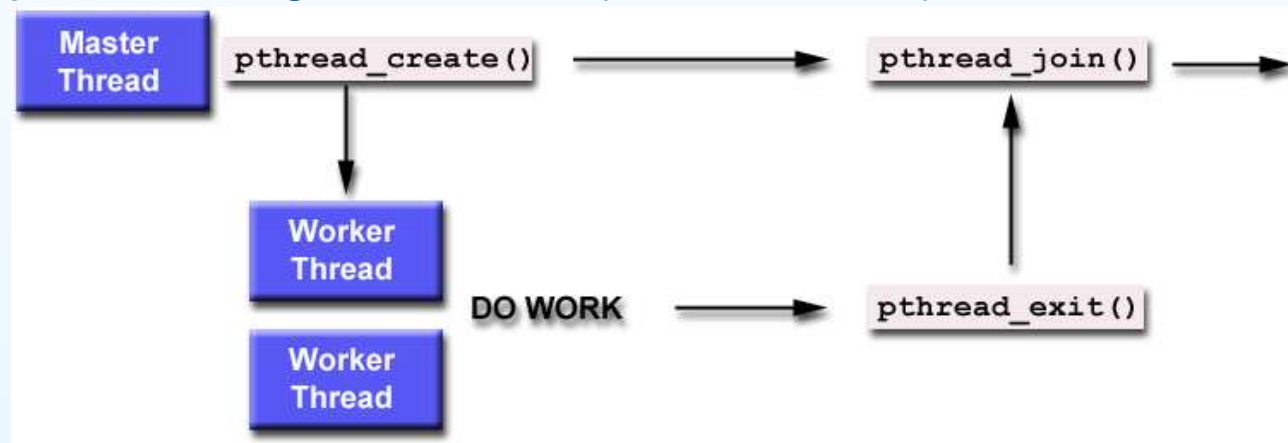 Master
Thread
pthread_create()
pthread_join()
Worker
Thread
DO WORK
pthread_exit()
Worker
Thread